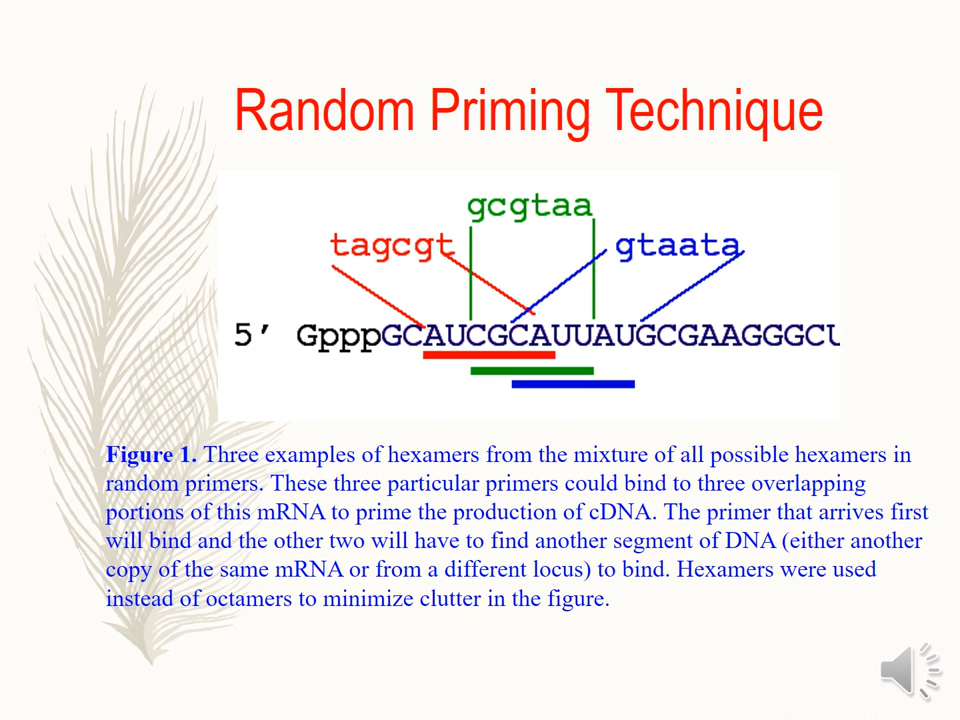 Random Priming Technique
gcgtaa
tagcgt gtaata
5’ GpppGCAUCGCAUUAUGCGAAGGGCU
Figure 1. Three examples of hexamers from the mixture of all possible hexamers in
random primers. These three particular primers could bind to three overlapping
portions of this mRNA to prime the production of cDNA. The primer that arrives first
will bind and the other two will have to find another segment of DNA (either another
copy of the same mRNA or from a different locus) to bind. Hexamers were used
instead of octamers to minimize clutter in the figure.